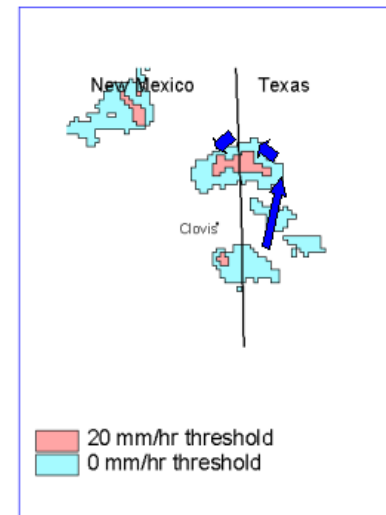 New Mexico
Texas
Clovis
20 mm/hr threshold
0 mm/hr threshold